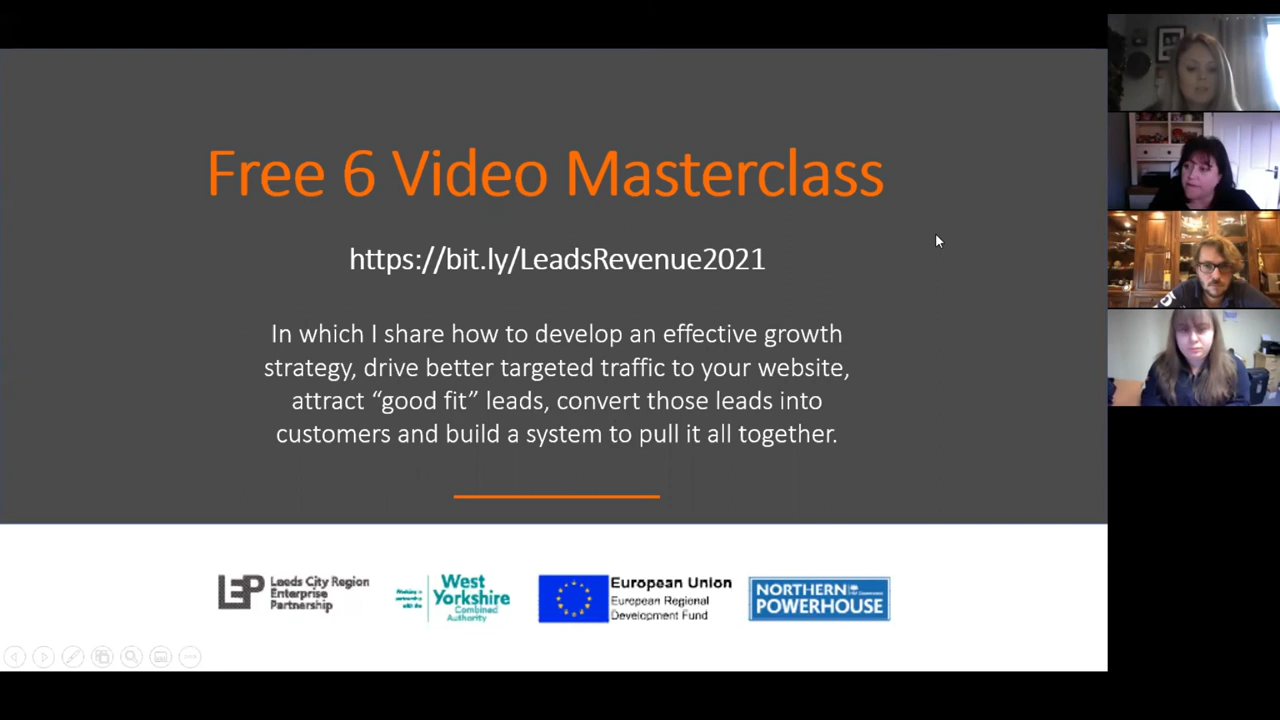 Free 6 Video Masterclass
https://bit.ly/LeadsRevenue2021
In which I share how to develop an effective growth
strategy, drive better targeted traffic to your website,
attract “good fit” leads, convert those leads into
customers and build a system to pull it all together.
LEP
Leeds City Region
Enterprise
Partnership
West
Yorkshire
Combined
Authority
European Union
European Regional
Development Fund
NORTHERN
POWERHOUSE